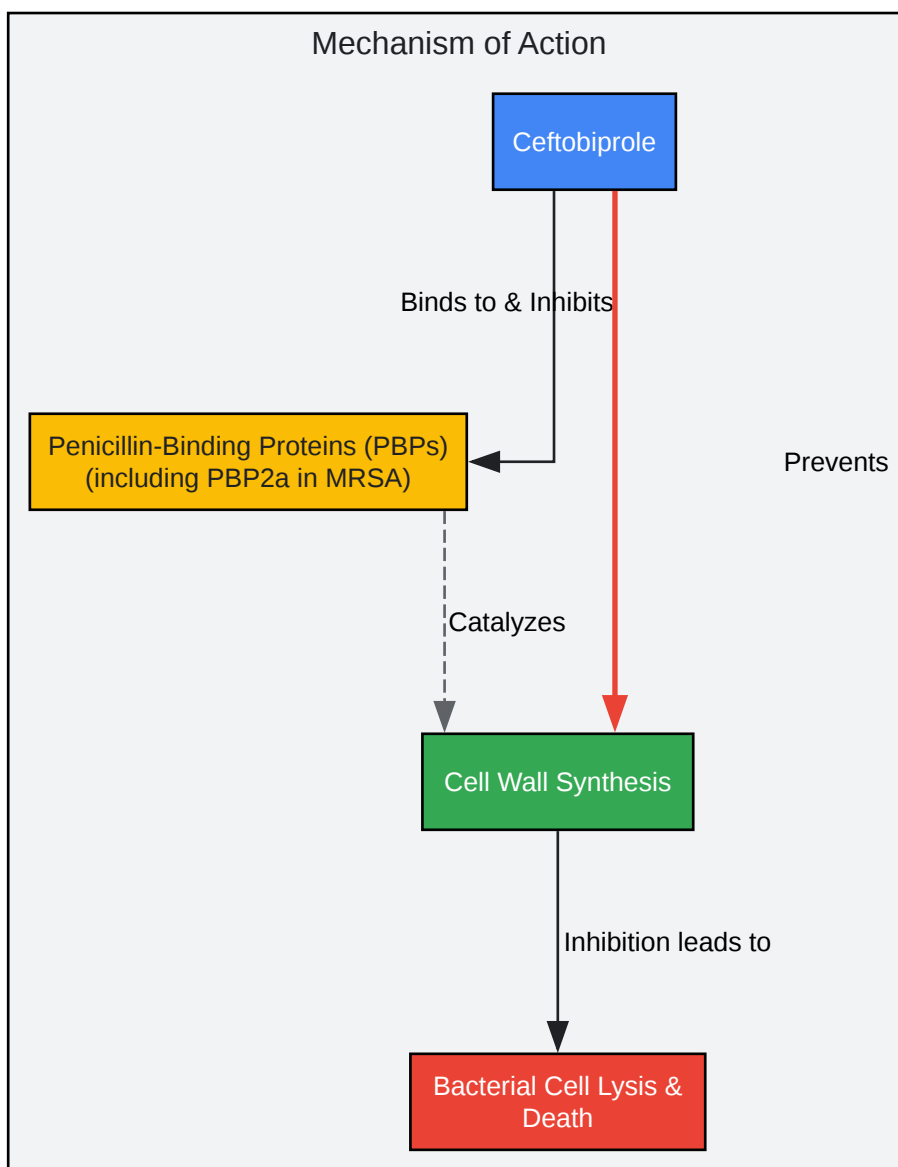 Mechanism of Action
Ceftobiprole
Binds to & Inhibits
Penicillin-Binding Proteins (PBPs)
(including PBP2a in MRSA)
Prevents
Catalyzes
Cell Wall Synthesis
Inhibition leads to
Bacterial Cell Lysis &
Death